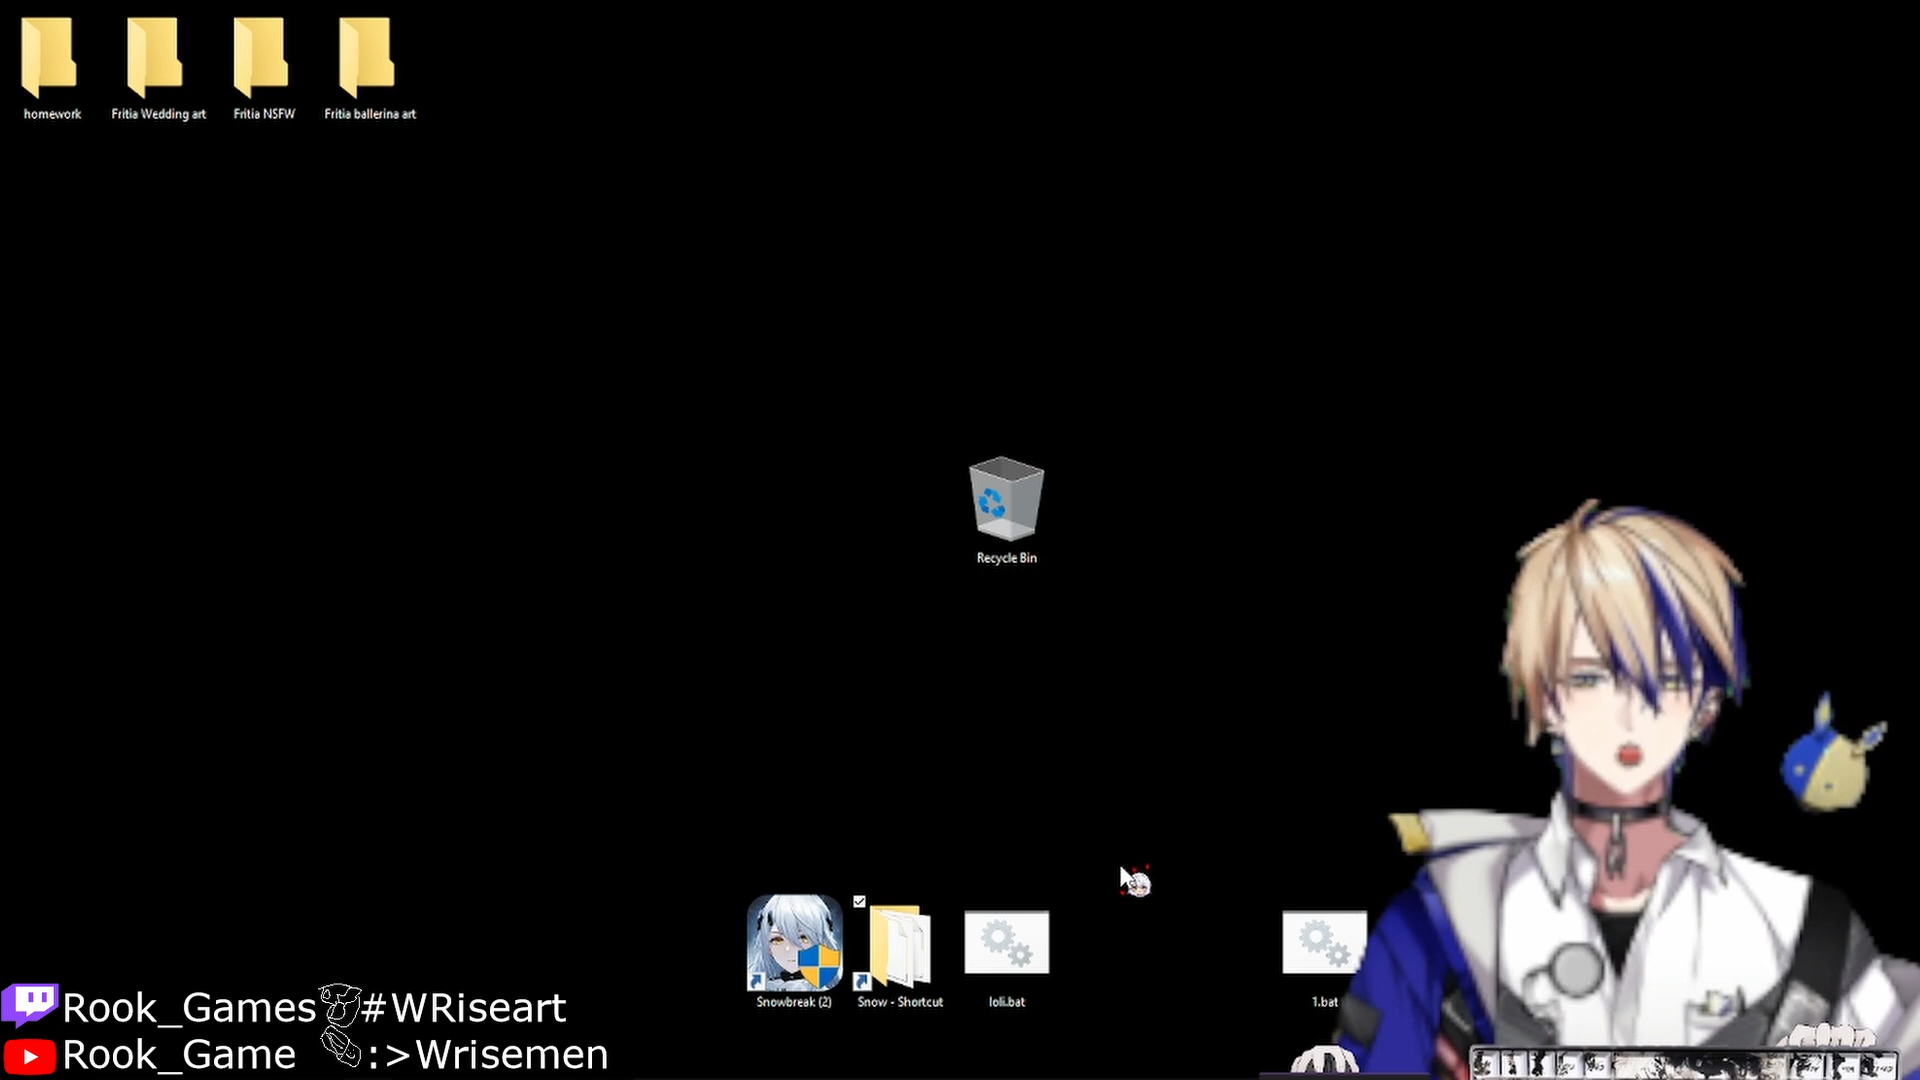 homework
Fritia Wedding art
Fritia NSFW
Fritia ballerina art
Recycle Bin
Snowbreak (2)
Snow - Shortcut
loli.bat
1.bat
Rook_Games #WRiseart
Rook_Game :>Wrisemen